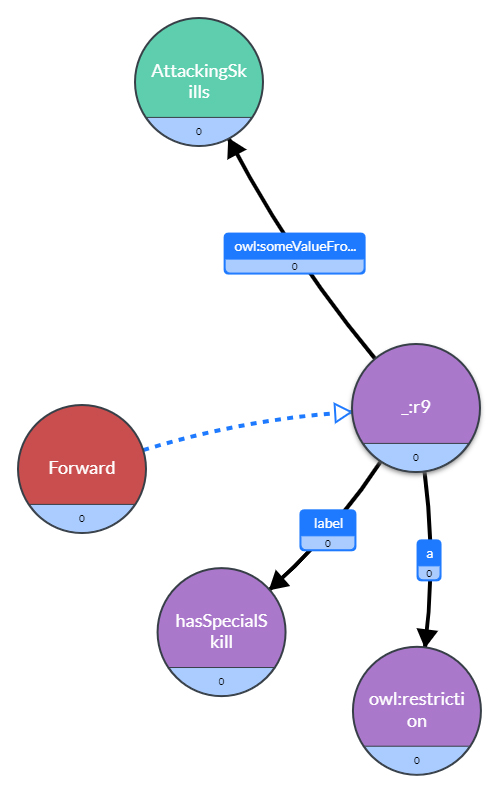 AttackingSk
ills
0
owl:someValueFro...
0
_:r9
0
Forward
0
label
0
a
0
hasSpecialS
kill
0
owl:restricti
on
0